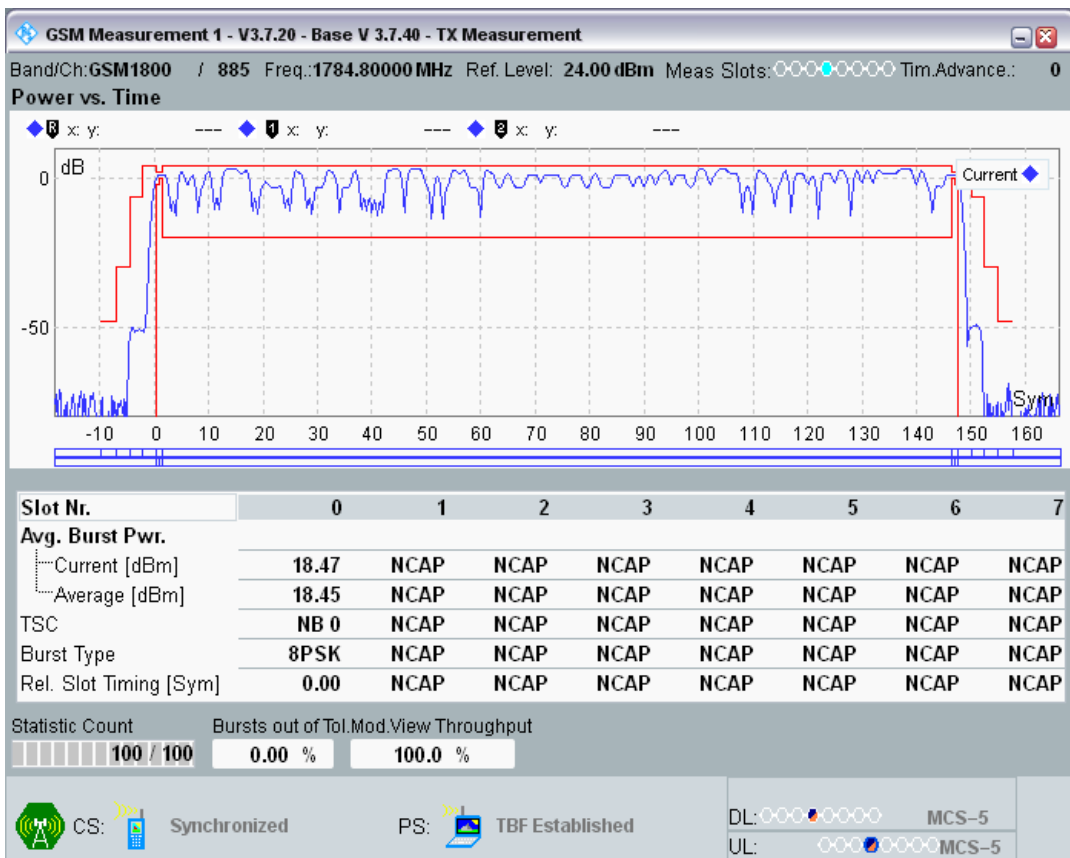 GSM Measurement 1 - V3.7.20 - Base V 3.7.40 - TX Measurement
Band/Ch:GSM1800 / 885 Freq.:1784.80000 MHz Ref. Level: 24.00 dBm Meas Slots: Tim.Advance.: 0
Power vs. Time
R x: y: --- 1 x: y: --- 2 x: y: ---
dB
Current
0
-50
Sym
-10 0 10 20 30 40 50 60 70 80 90 100 110 120 130 140 150 160
Slot Nr. 0 1 2 3 4 5 6 7
Avg. Burst Pwr.
Current [dBm] 18.47 NCAP NCAP NCAP NCAP NCAP NCAP NCAP
Average [dBm] 18.45 NCAP NCAP NCAP NCAP NCAP NCAP NCAP
TSC NB 0 NCAP NCAP NCAP NCAP NCAP NCAP NCAP
Burst Type 8PSK NCAP NCAP NCAP NCAP NCAP NCAP NCAP
Rel. Slot Timing [Sym] 0.00 NCAP NCAP NCAP NCAP NCAP NCAP NCAP
Statistic Count Bursts out of Tol.Mod.View Throughput
100 / 100 0.00 % 100.0 %
CS: Synchronized PS: TBF Established
DL: MCS-5
UL: MCS-5